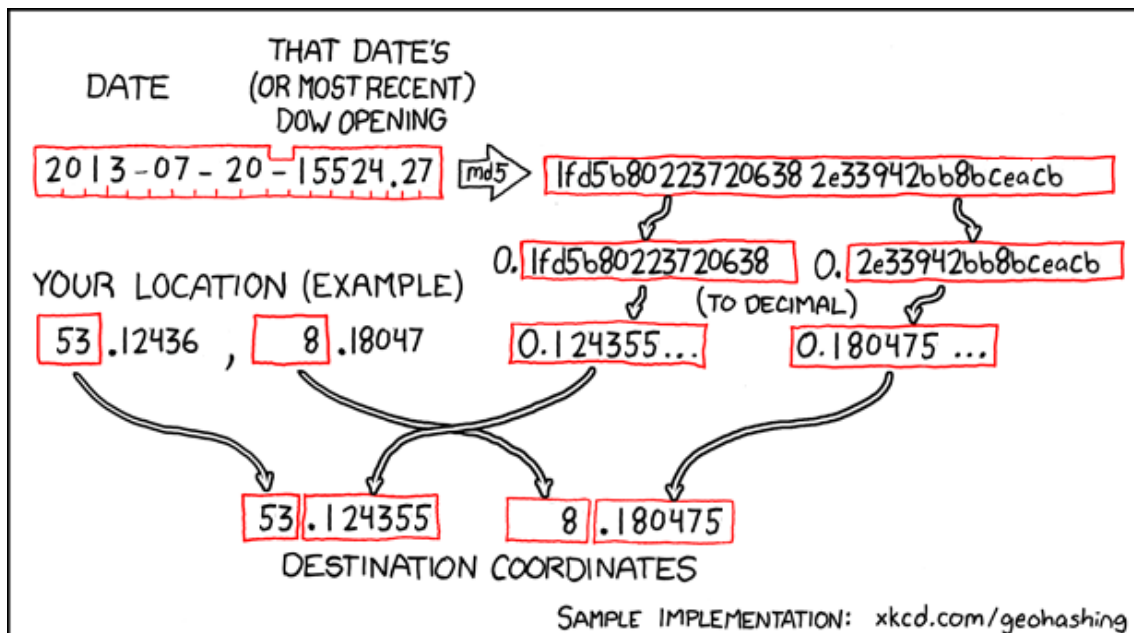 THAT DATE'S
DATE (OR MOST RECENT)
DOW OPENING
2013-07-20-15524.27 md5 1fd5b80223720638 2e33942bb8bceacb
0.1fd5b80223720638 0.2e33942bb8bceacb
YOUR LOCATION (EXAMPLE) (TO DECIMAL)
53.12436, 8.18047 0.124355... 0.180475 ...
53.124355 8.180475
DESTINATION COORDINATES
SAMPLE IMPLEMENTATION: xkcd.com/geohashing